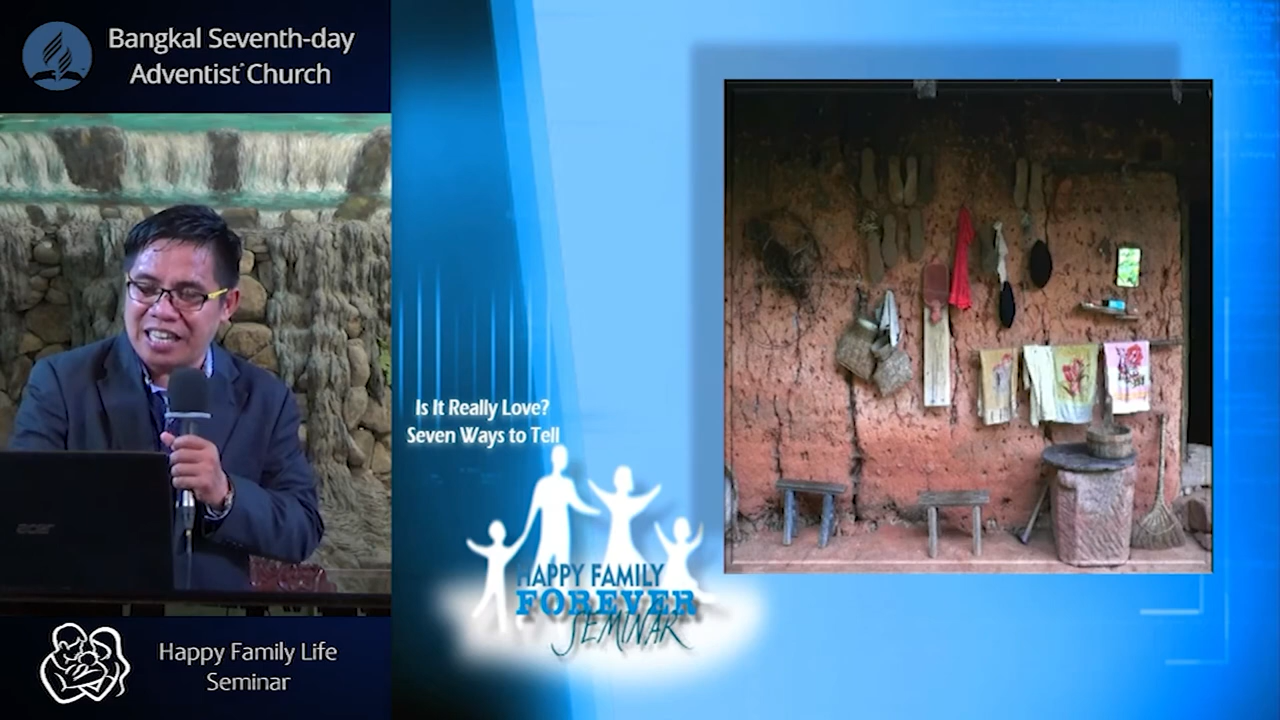 Bangkal Seventh-day
Adventist Church
Is It Really Love?
Seven Ways to Tell
HAPPY FAMILY
FOREVER
SEMINAR
acer
Happy Family Life
Seminar